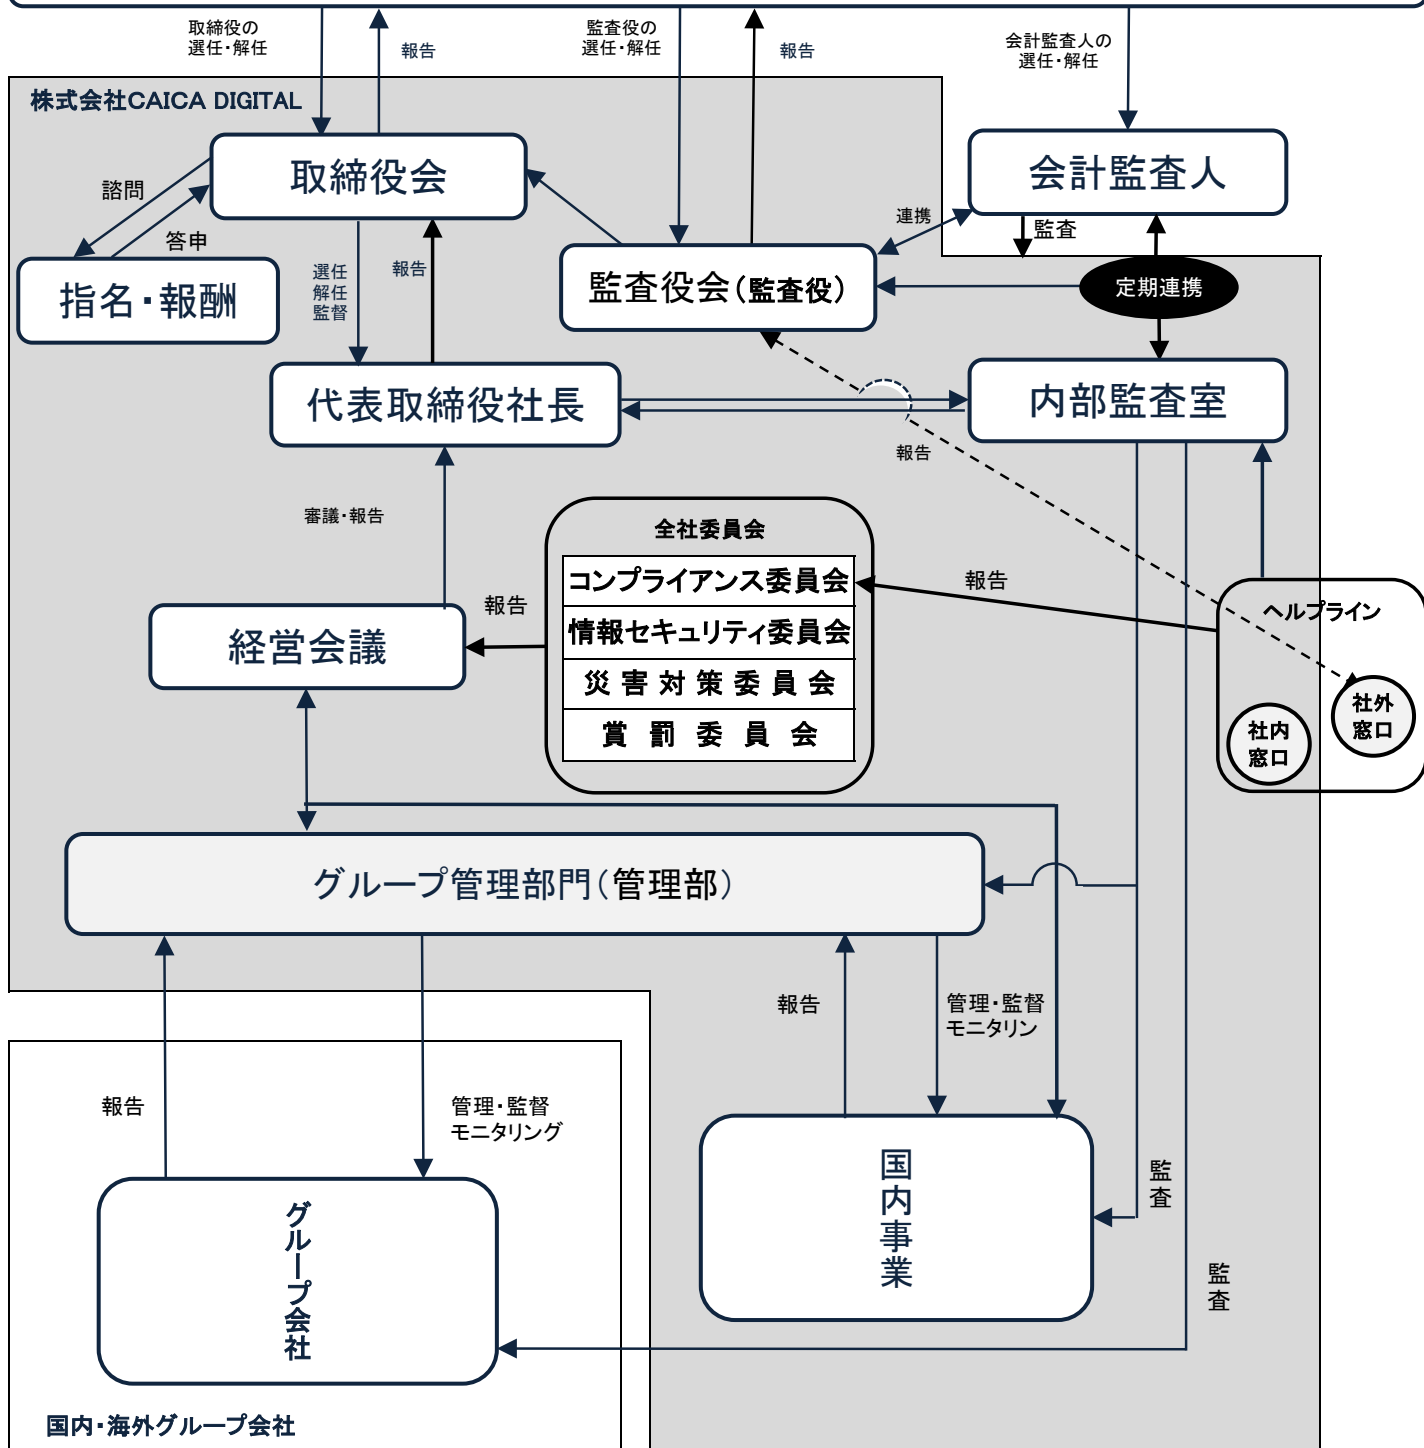 取締役の
選任・解任
報告
監査役の
選任・解任
報告
会計監査人の
選任・解任
株式会社CAICA DIGITAL
取締役会
会計監査人
諮問
答申
連携
監査
指名・報酬
選任
解任
監督
報告
監査役会(監査役)
定期連携
代表取締役社長
内部監査室
報告
審議・報告
全社委員会
コンプライアンス委員会
情報セキュリティ委員会
災害対策委員会
賞罰委員会
報告
報告
経営会議
ヘルプライン
社外
窓口
社内
窓口
グループ管理部門(管理部)
報告
管理・監督
モニタリン
報告
管理・監督
モニタリング
国内事業
監査
監査
グループ会社
国内・海外グループ会社